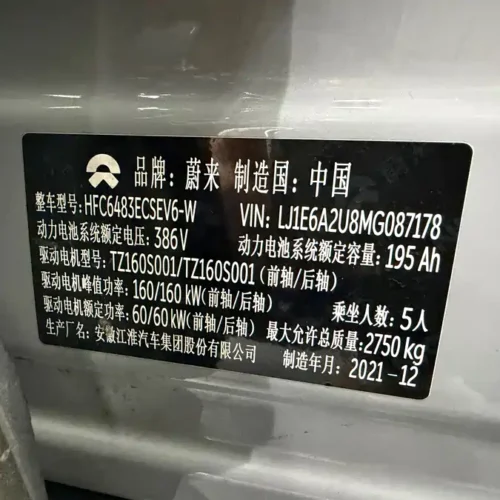 品牌：蔚来 制造国：中国
整车型号：HFC6483ECSEV6-W VIN：LJ1E6A2U8MG087178
动力电池系统额定电压：386V 动力电池系统额定容量：195 Ah
驱动电机型号：TZ160S001/TZ160S001（前轴/后轴）
驱动电机峰值功率：160/160 kW（前轴/后轴） 乘坐人数：5人
驱动电机额定功率：60/60 kW（前轴/后轴） 最大允许总质量：2750 kg
生产厂名：安徽江淮汽车集团股份有限公司 制造年月：2021-12